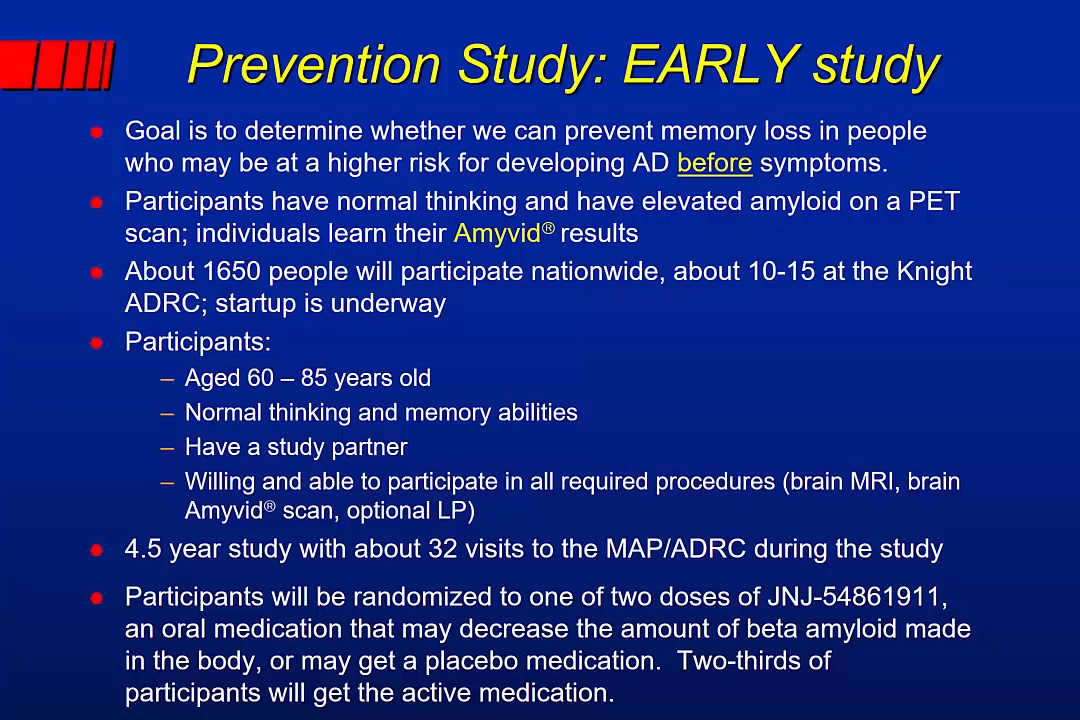 Prevention Study: EARLY study
● Goal is to determine whether we can prevent memory loss in people
who may be at a higher risk for developing AD before symptoms.
● Participants have normal thinking and have elevated amyloid on a PET
scan; individuals learn their Amyvid® results
● About 1650 people will participate nationwide, about 10-15 at the Knight
ADRC; startup is underway
● Participants:
– Aged 60 – 85 years old
– Normal thinking and memory abilities
– Have a study partner
– Willing and able to participate in all required procedures (brain MRI, brain
Amyvid® scan, optional LP)
● 4.5 year study with about 32 visits to the MAP/ADRC during the study
● Participants will be randomized to one of two doses of JNJ-54861911,
an oral medication that may decrease the amount of beta amyloid made
in the body, or may get a placebo medication.  Two-thirds of
participants will get the active medication.